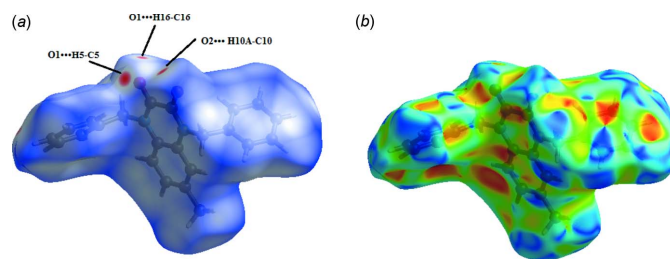 (a)
O1•••H16-C16
O1•••H5-C5
O2••• H10A-C10
(b)